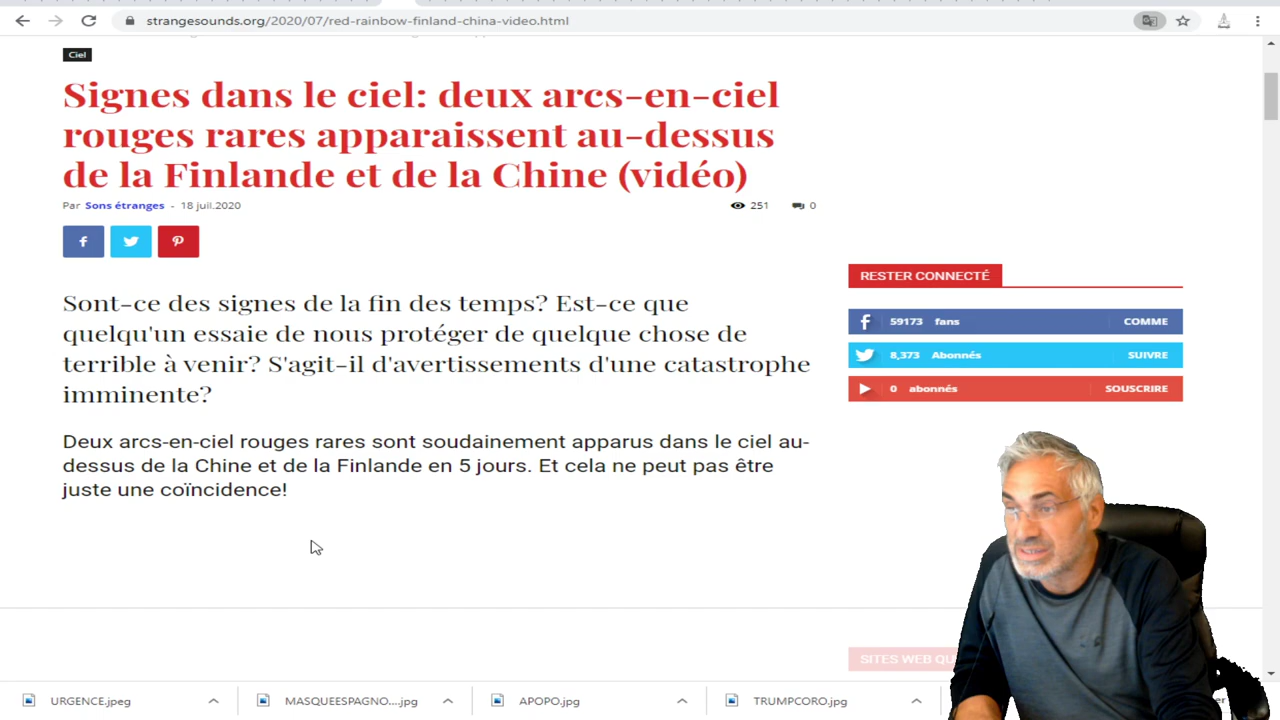 strangesounds.org/2020/07/red-rainbow-finland-china-video.html
Ciel
Signes dans le ciel: deux arcs-en-ciel
rouges rares apparaissent au-dessus
de la Finlande et de la Chine (vidéo)
Par Sons étranges - 18 juil.2020
251
0
Sont-ce des signes de la fin des temps? Est-ce que
quelqu'un essaie de nous protéger de quelque chose de
terrible à venir? S'agit-il d'avertissements d'une catastrophe
imminente?
Deux arcs-en-ciel rouges rares sont soudainement apparus dans le ciel au-
dessus de la Chine et de la Finlande en 5 jours. Et cela ne peut pas être
juste une coïncidence!
RESTER CONNECTÉ
59173 fans COMME
8,373 Abonnés SUIVRE
0 abonnés SOUSCRIRE
SITES WEB
URGENCE.jpeg
MASQUEESPAGNO....jpg
APOPO.jpg
TRUMPCORO.jpg